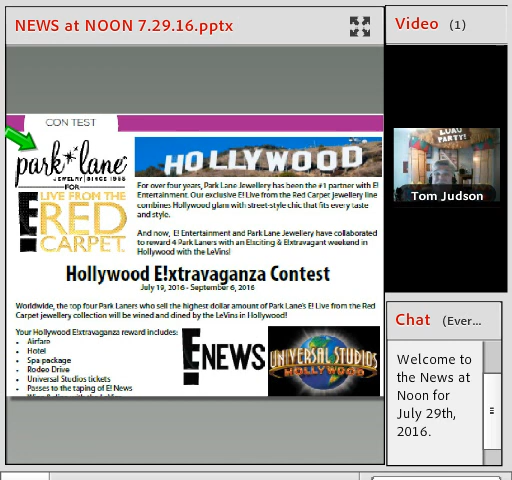 NEWS at NOON 7.29.16.pptx
Video (1)
CONTEST
park lane
JEWELRY | SINCE 1955
FOR
E! LIVE FROM THE
RED
CARPET
HOLLYWOOD
For over four years, Park Lane Jewellery has been the #1 partner with E!
Entertainment. Our exclusive E! Live from the Red Carpet Jewellery line
combines Hollywood glam with street-style chic that fits every taste
and style.
And now, E! Entertainment and Park Lane Jewellery have collaborated
to reward 4 Park Laners with an E!xciting & E!xtravagant weekend in
Hollywood with the LeVins!
Hollywood E!xtravaganza Contest
July 19, 2016 - September 6, 2016
Worldwide, the top four Park Laners who sell the highest dollar amount of Park Lane's E! Live from the Red
Carpet jewellery collection will be wined and dined by the LeVins in Hollywood!
Your Hollywood E!xtravaganza reward includes:
• Airfare
• Hotel
• Spa package
• Rodeo Drive
• Universal Studios tickets
• Passes to the taping of E! News
E! NEWS
UNIVERSAL STUDIOS
HOLLYWOOD
LUAU
PARTY!
Tom Judson
Chat (Ever...
Welcome to
the News at
Noon for
July 29th,
2016.